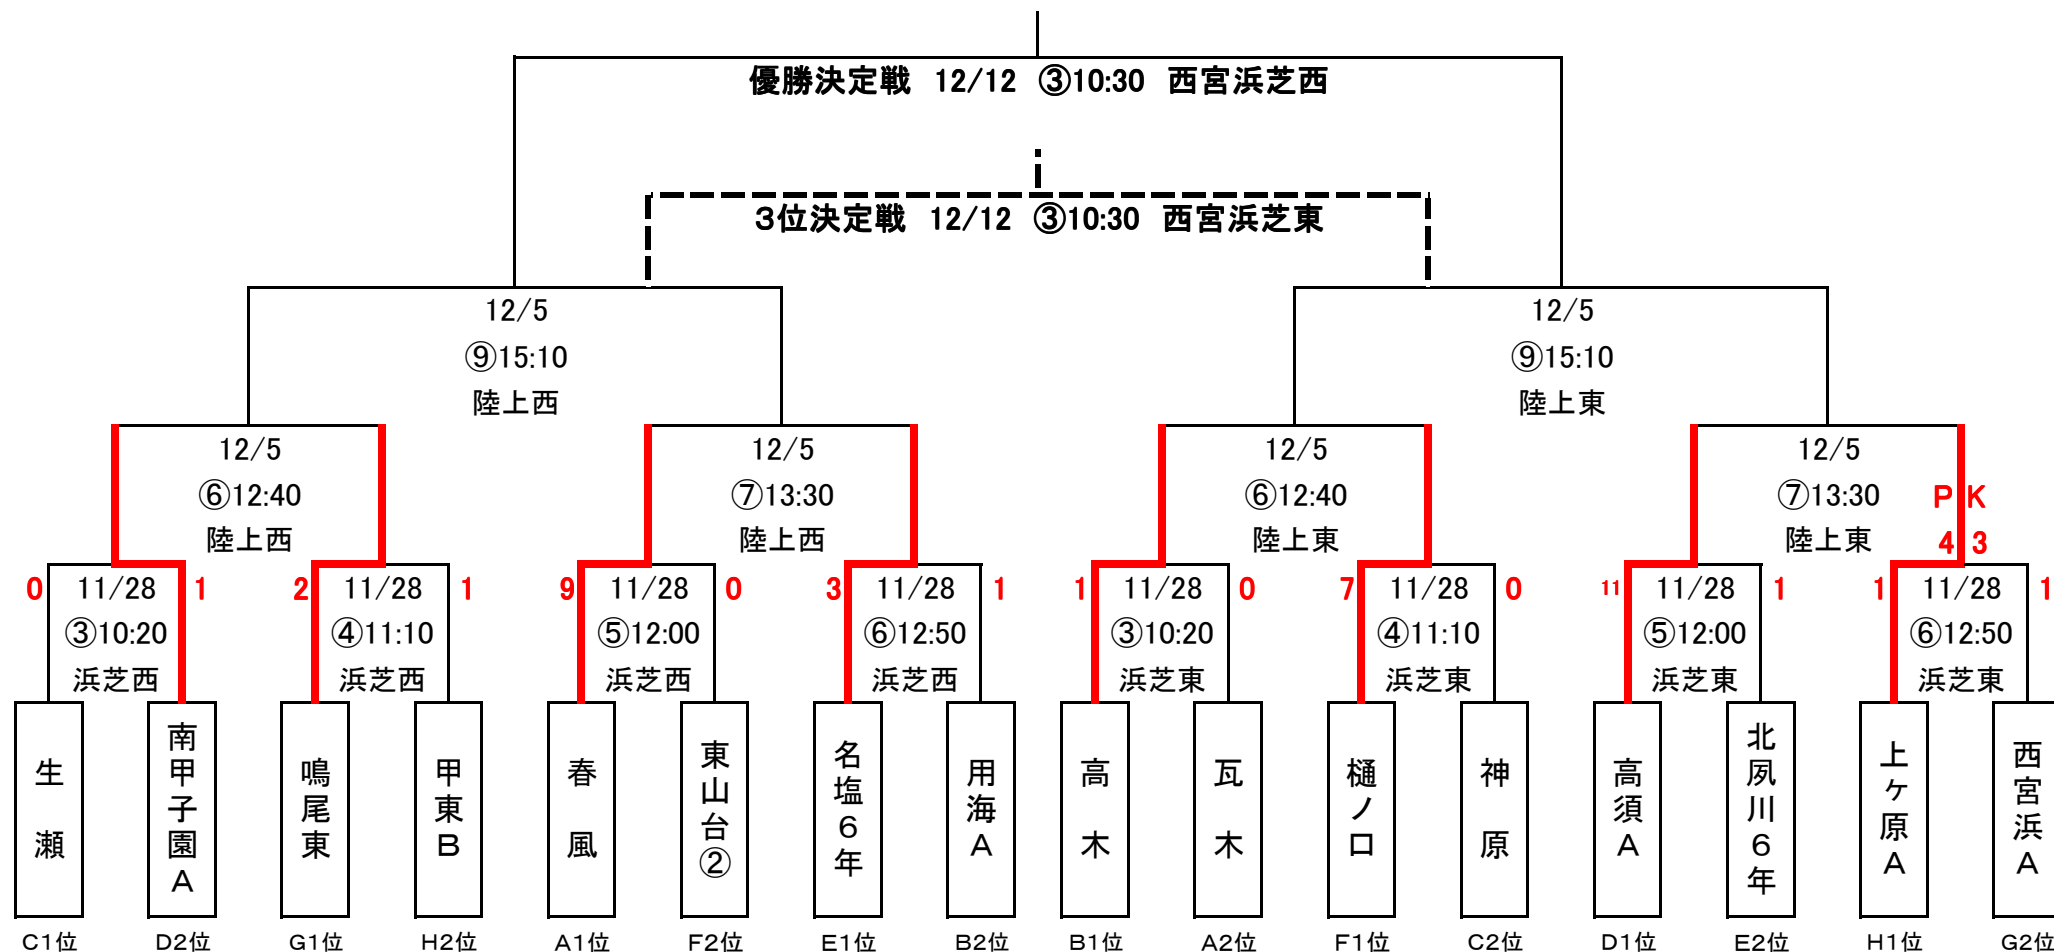 優勝決定戦 12/12 ③10:30 西宮浜芝西
3位決定戦 12/12 ③10:30 西宮浜芝東
12/5 12/5
⑨15:10 ⑨15:10
陸上西 陸上東
12/5 12/5 12/5 12/5
⑥12:40 ⑦13:30 ⑥12:40 ⑦13:30 PK
陸上西 陸上西 陸上東 陸上東 4 3
0 11/28 1 2 11/28 1 9 11/28 0 3 11/28 1 1 11/28 0 7 11/28 0 11 11/28 1 1 11/28 1
③10:20 ④11:10 ⑤12:00 ⑥12:50 ③10:20 ④11:10 ⑤12:00 ⑥12:50
浜芝西 浜芝西 浜芝西 浜芝西 浜芝東 浜芝東 浜芝東 浜芝東
生瀬
南甲子園A
鳴尾東
甲東B
春風
東山台②
名塩6年
用海A
高木
瓦木
樋ノ口
神原
高須A
北夙川6年
上ヶ原A
西宮浜A
C1位 D2位 G1位 H2位 A1位 F2位 E1位 B2位 B1位 A2位 F1位 C2位 D1位 E2位 H1位 G2位